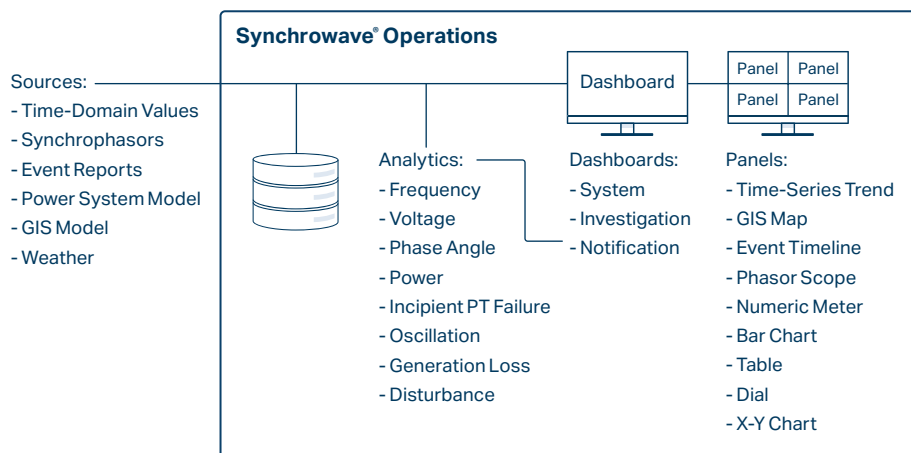 Synchrowave® Operations
Sources:
- Time-Domain Values
- Synchrophasors
- Event Reports
- Power System Model
- GIS Model
- Weather
Analytics:
- Frequency
- Voltage
- Phase Angle
- Power
- Incipient PT Failure
- Oscillation
- Generation Loss
- Disturbance
Dashboard
Dashboards:
- System
- Investigation
- Notification
Panel Panel
Panel Panel
Panels:
- Time-Series Trend
- GIS Map
- Event Timeline
- Phasor Scope
- Numeric Meter
- Bar Chart
- Table
- Dial
- X-Y Chart